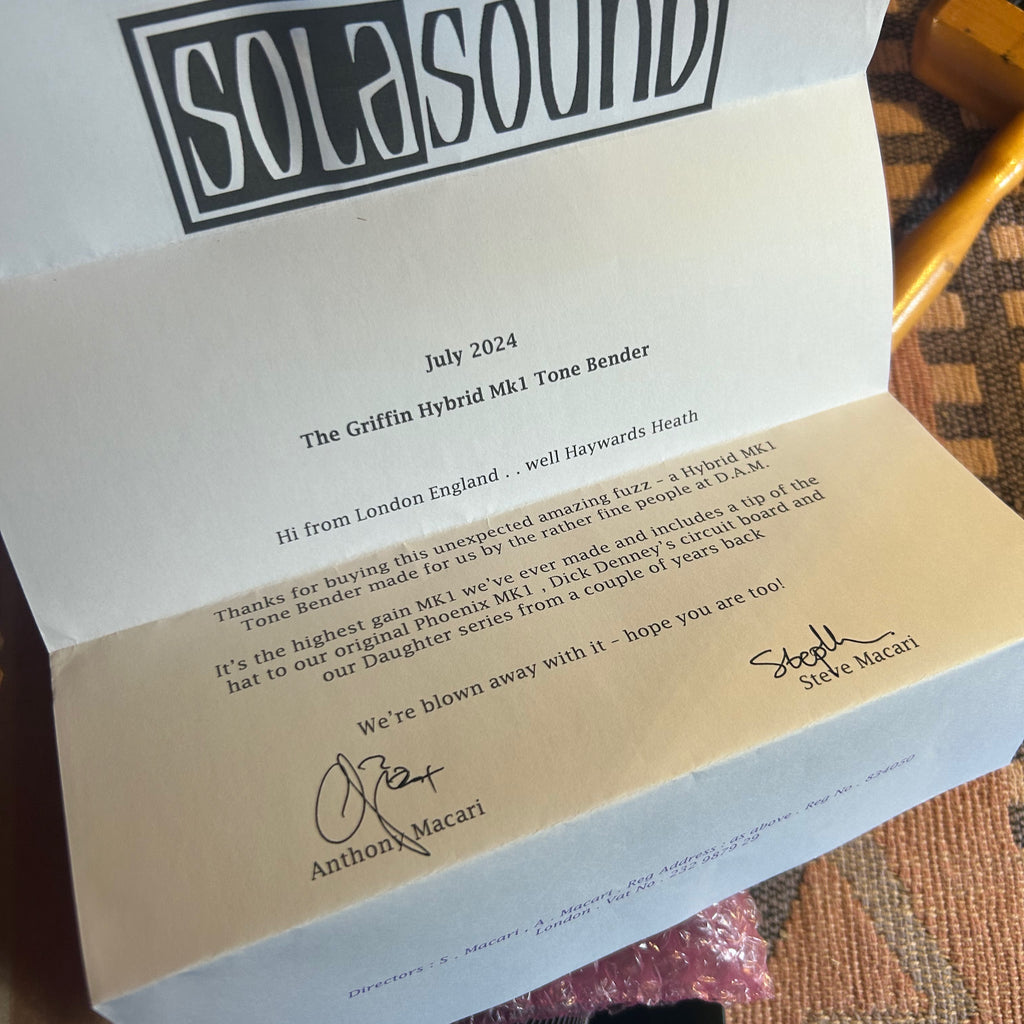 SOLASOUND
July 2024
The Griffin Hybrid Mk1 Tone Bender
Hi from London England . . well Haywards Heath
Thanks for buying this unexpected amazing fuzz – a Hybrid MK1
Tone Bender made for us by the rather fine people at D.A.M.
It's the highest gain MK1 we've ever made and includes a tip of the
hat to our original Phoenix MK1 , Dick Denney's circuit board and
our Daughter series from a couple of years back
We're blown away with it – hope you are too!
Steph
Steve Macari
Anthony Macari
Directors : S . Macari . A . Macari . Reg Address : as above . Reg No . 834050
London . Vat No . 232 9879 29